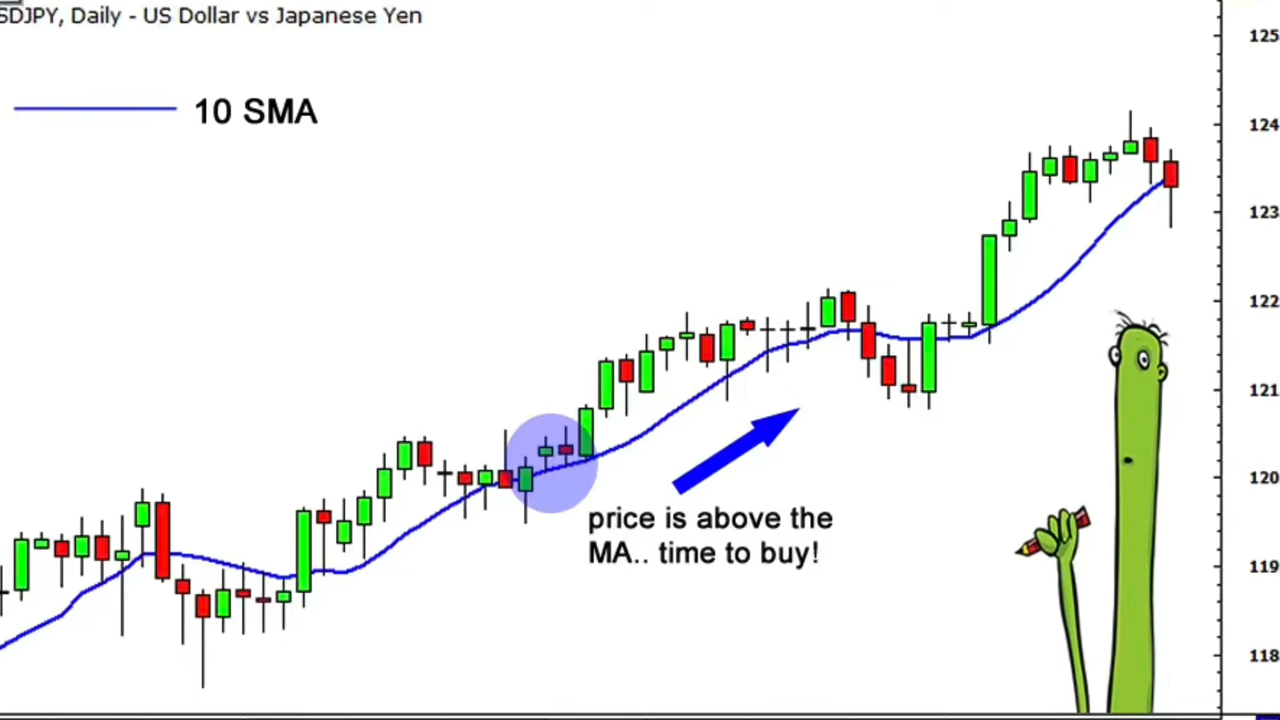 SDJPY, Daily - US Dollar vs Japanese Yen
125
10 SMA
124
123
122
121
price is above the
MA.. time to buy!
120
119
118